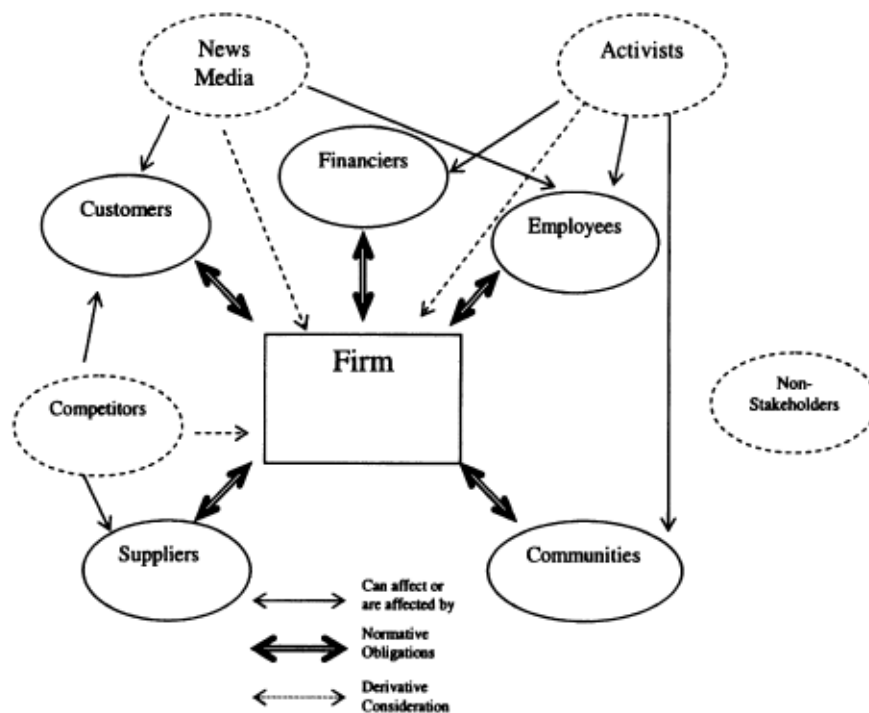 News
Media
Activists
Financiers
Customers
Employees
Firm
Competitors
Non-
Stakeholders
Suppliers
Communities
Can affect or
are affected by
Normative
Obligations
Derivative
Consideration